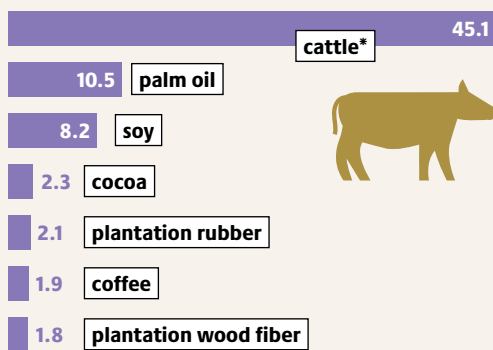 45.1
cattle*
10.5 palm oil
8.2 soy
2.3 cocoa
2.1 plantation rubber
1.9 coffee
1.8 plantation wood fiber